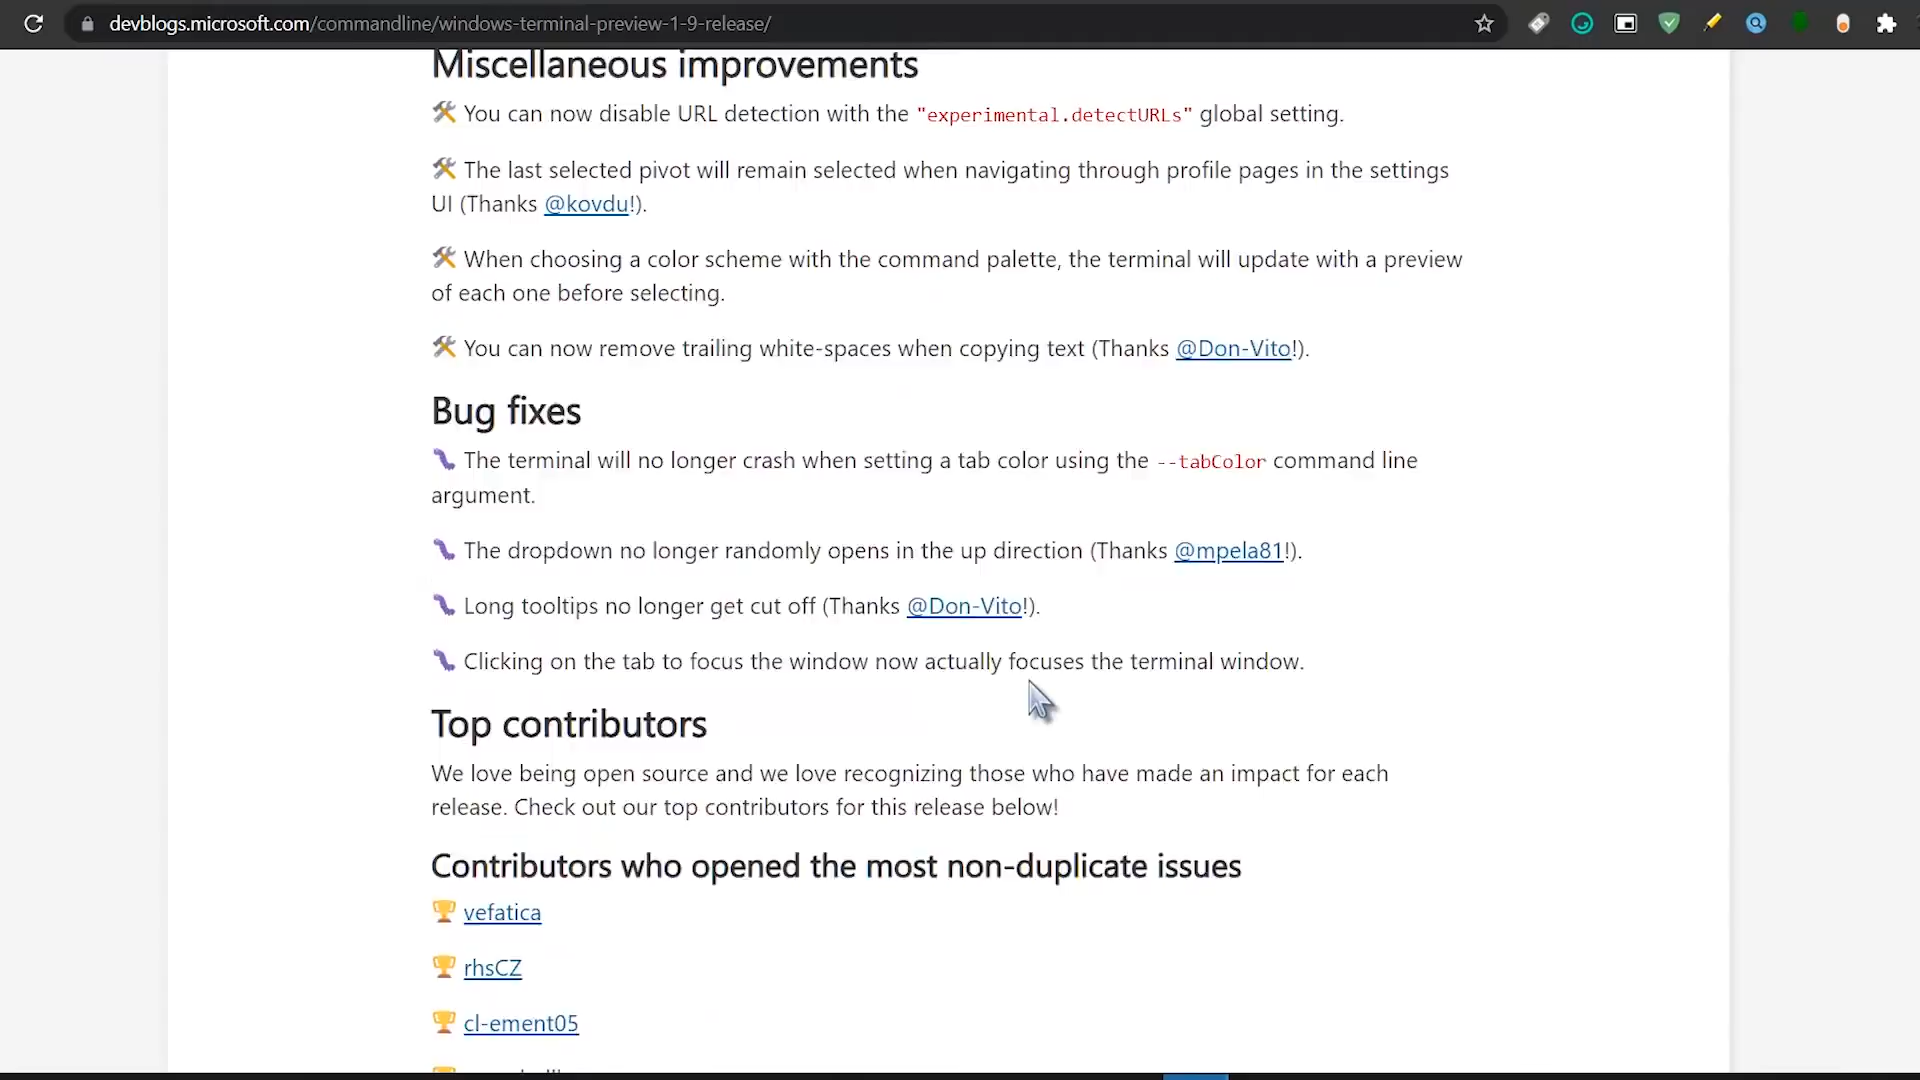 devblogs.microsoft.com/commandline/windows-terminal-preview-1-9-release/
Miscellaneous improvements
🛠 You can now disable URL detection with the "experimental.detectURLs" global setting.
🛠 The last selected pivot will remain selected when navigating through profile pages in the settings
UI (Thanks @kovdu!).
🛠 When choosing a color scheme with the command palette, the terminal will update with a preview
of each one before selecting.
🛠 You can now remove trailing white-spaces when copying text (Thanks @Don-Vito!).
Bug fixes
🐛 The terminal will no longer crash when setting a tab color using the --tabColor command line
argument.
🐛 The dropdown no longer randomly opens in the up direction (Thanks @mpela81!).
🐛 Long tooltips no longer get cut off (Thanks @Don-Vito!).
🐛 Clicking on the tab to focus the window now actually focuses the terminal window.
Top contributors
We love being open source and we love recognizing those who have made an impact for each
release. Check out our top contributors for this release below!
Contributors who opened the most non-duplicate issues
🏆 vefatica
🏆 rhsCZ
🏆 cl-ement05